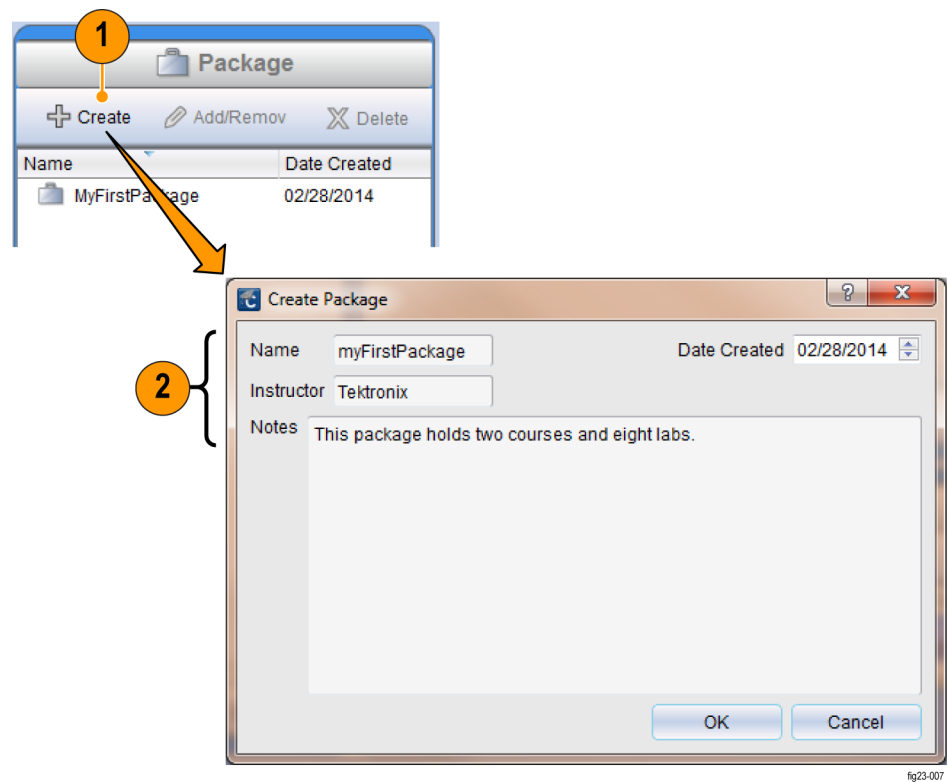 1
Package
Create Add/Remov Delete
Name Date Created
MyFirstPackage 02/28/2014
Create Package ? X
2
Name myFirstPackage Date Created 02/28/2014
Instructor Tektronix
Notes This package holds two courses and eight labs.
OK Cancel
fig23-007